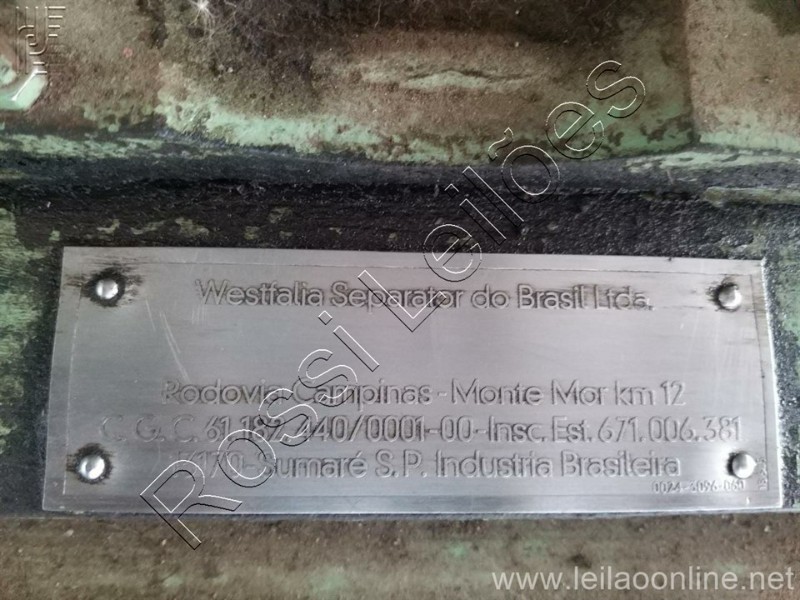 Westfalia Separator do Brasil Ltda.
Rodovia Campinas - Monte Mor km 12
C. G. C. 61.187.440/0001-00-Insc. Est. 671.006.381
Sumaré S. P. Industria Brasileira
Rossi Leilões
www.leilaoonline.net